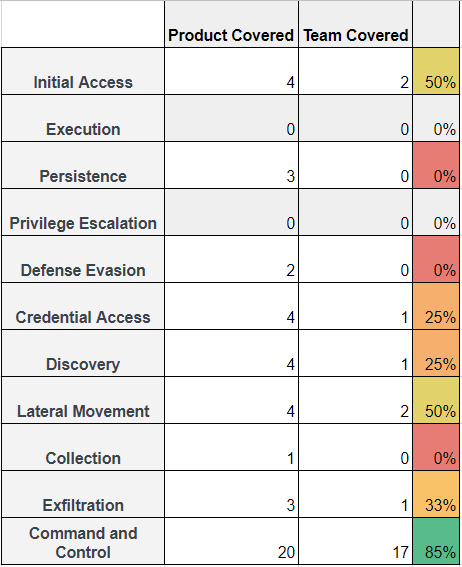 Product Covered Team Covered
Initial Access 4 2 50%
Execution 0 0 0%
Persistence 3 0 0%
Privilege Escalation 0 0 0%
Defense Evasion 2 0 0%
Credential Access 4 1 25%
Discovery 4 1 25%
Lateral Movement 4 2 50%
Collection 1 0 0%
Exfiltration 3 1 33%
Command and
Control 20 17 85%